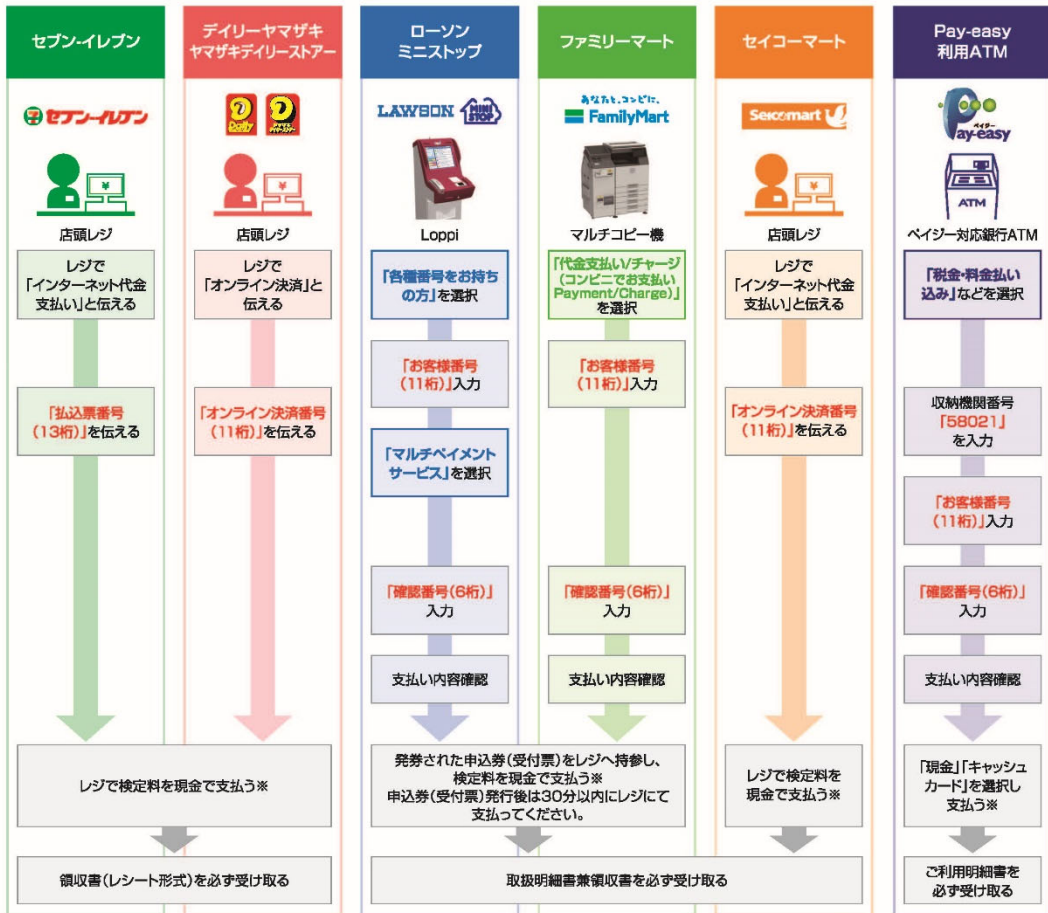 セブン-イレブン
セブン-イレブン
¥
店頭レジ
レジで
「インターネット代金
支払い」と伝える
「払込票番号
(13桁)」を伝える
デイリーヤマザキ
ヤマザキデイリーストアー
Daily
¥
店頭レジ
レジで
「オンライン決済」と
伝える
「オンライン決済番号
(11桁)」を伝える
レジで検定料を現金で支払う※
領収書(レシート形式)を必ず受け取る
ローソン
ミニストップ
LAWSON
MINI
STOP
Loppi
「各種番号をお持ち
の方」を選択
「お客様番号
(11桁)」入力
「マルチペイメント
サービス」を選択
「確認番号(6桁)」
入力
支払い内容確認
ファミリーマート
あなたと、コンビに、
FamilyMart
マルチコピー機
「代金支払い/チャージ
(コンビニでお支払い
Payment/Charge)」
を選択
「お客様番号
(11桁)」入力
「確認番号(6桁)」
入力
支払い内容確認
発券された申込券(受付票)をレジへ持参し、
検定料を現金で支払う※
申込券(受付票)発行後は30分以内にレジにて
支払ってください。
セイコーマート
Seicomart
¥
店頭レジ
レジで
「インターネット代金
支払い」と伝える
「オンライン決済番号
(11桁)」を伝える
レジで検定料を
現金で支払う※
取扱明細書兼領収書を必ず受け取る
Pay-easy
利用ATM
ペイジー
Pay-easy
ATM
ペイジー対応銀行ATM
「税金・料金払い
込み」などを選択
収納機関番号
「58021」
を入力
「お客様番号
(11桁)」入力
「確認番号(6桁)」
入力
支払い内容確認
「現金」「キャッシュ
カード」を選択し
支払う※
ご利用明細書を
必ず受け取る